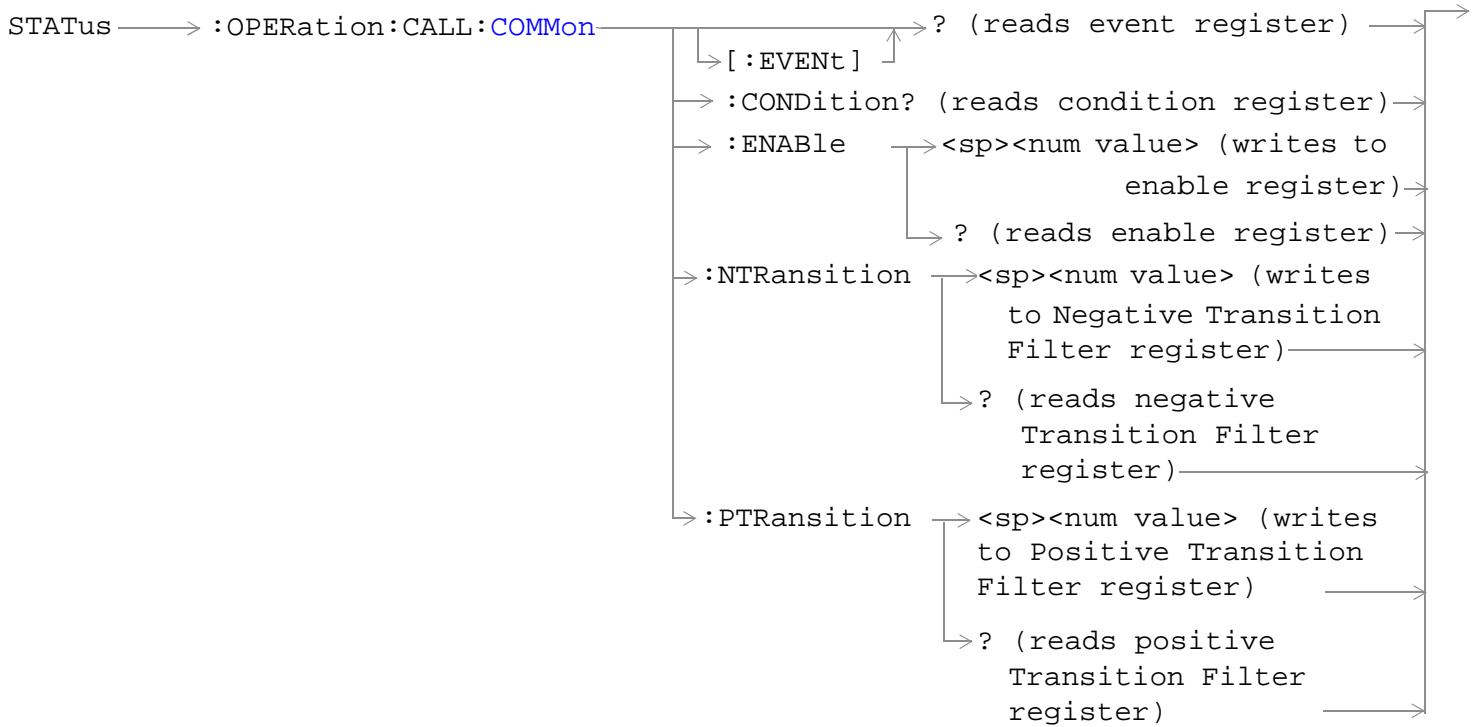 STATus :OPERation:CALL:COMMon ? (reads event register)
[:EVENt]
:CONDition? (reads condition register)
:ENABle <sp><num value> (writes to
enable register)
? (reads enable register)
:NTRansition <sp><num value> (writes
to Negative Transition
Filter register)
? (reads negative
Transition Filter
register)
:PTRansition <sp><num value> (writes
to Positive Transition
Filter register)
? (reads positive
Transition Filter
register)